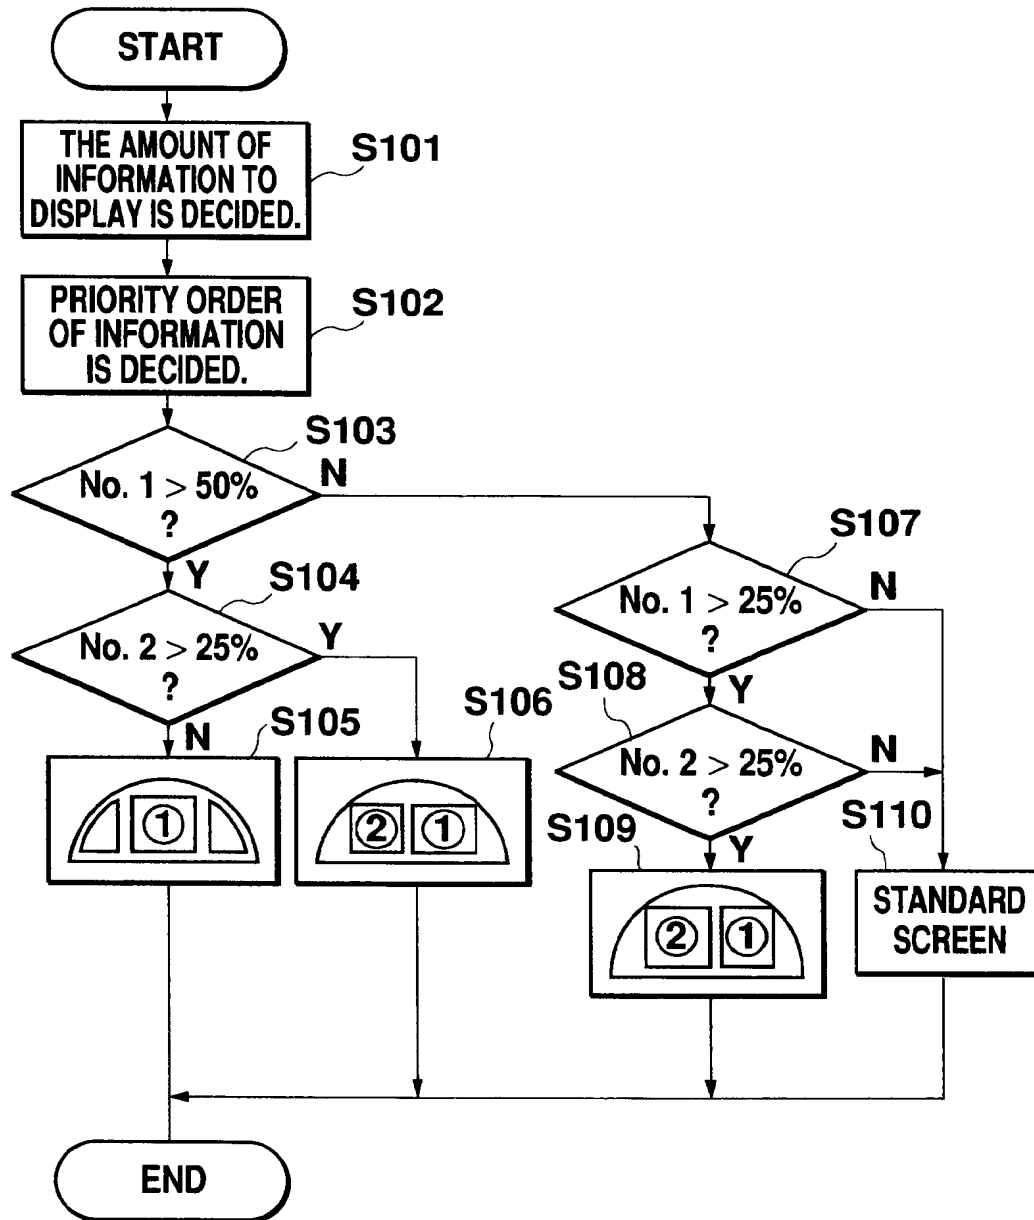 START
THE AMOUNT OF
INFORMATION TO
DISPLAY IS DECIDED.
S101
PRIORITY ORDER
OF INFORMATION
IS DECIDED.
S102
S103
No. 1 > 50%
?
N
Y
S104
No. 2 > 25%
?
Y
N
S107
No. 1 > 25%
?
N
Y
S108
No. 2 > 25%
?
N
Y
S105
①
S106
② ①
S109
② ①
S110
STANDARD
SCREEN
END